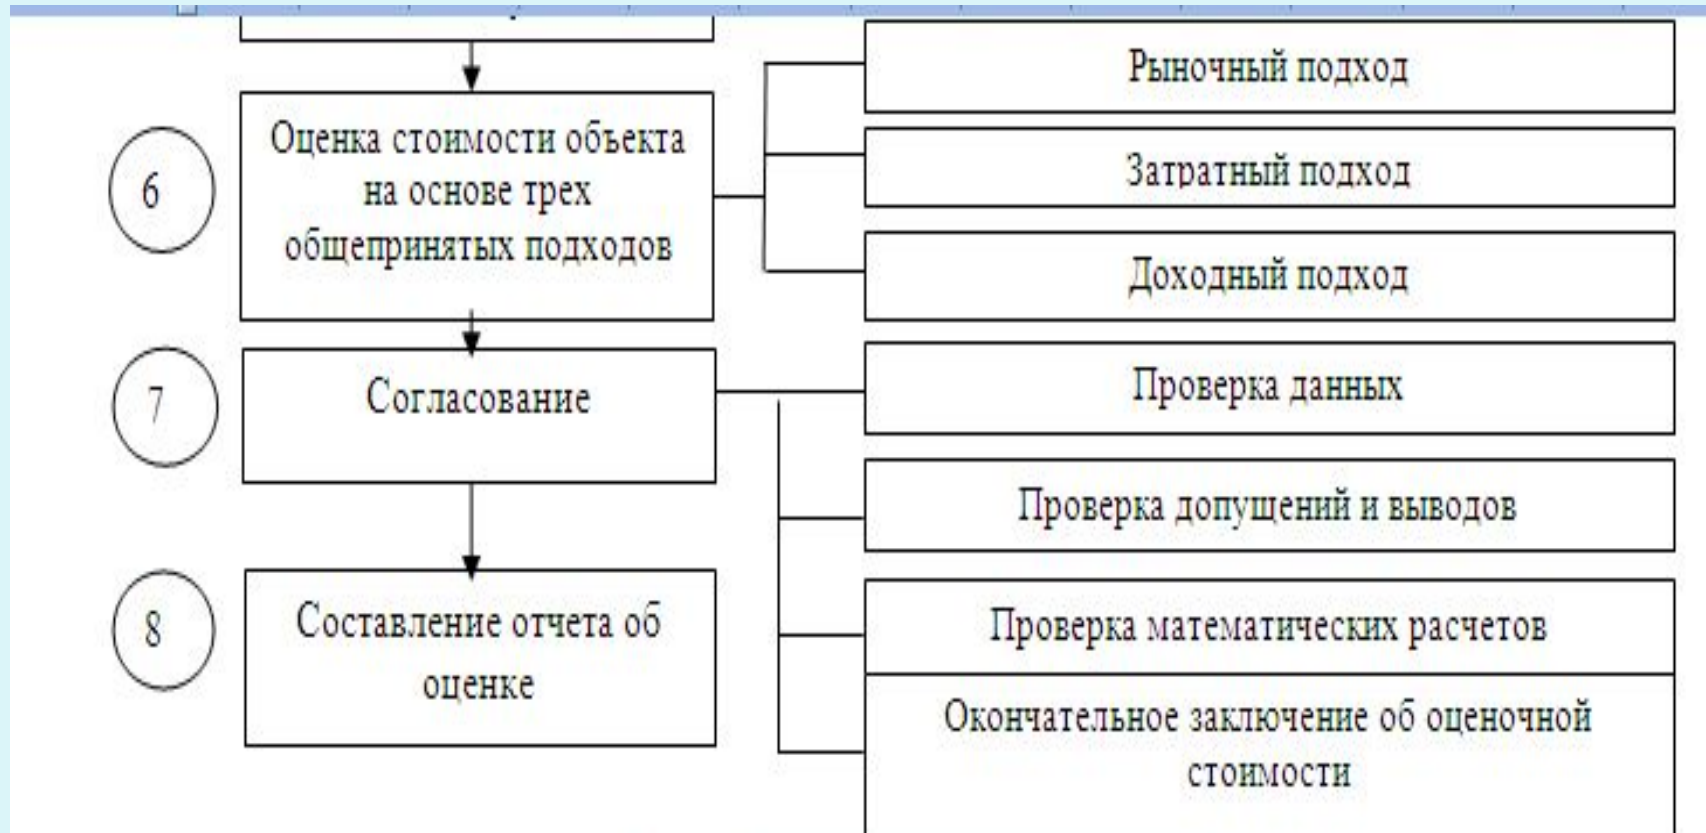 Рыночный подход
6
Оценка стоимости объекта
на основе трех
общепринятых подходов
Затратный подход
Доходный подход
7
Согласование
Проверка данных
Проверка допущений и выводов
8
Составление отчета об
оценке
Проверка математических расчетов
Окончательное заключение об оценочной
стоимости